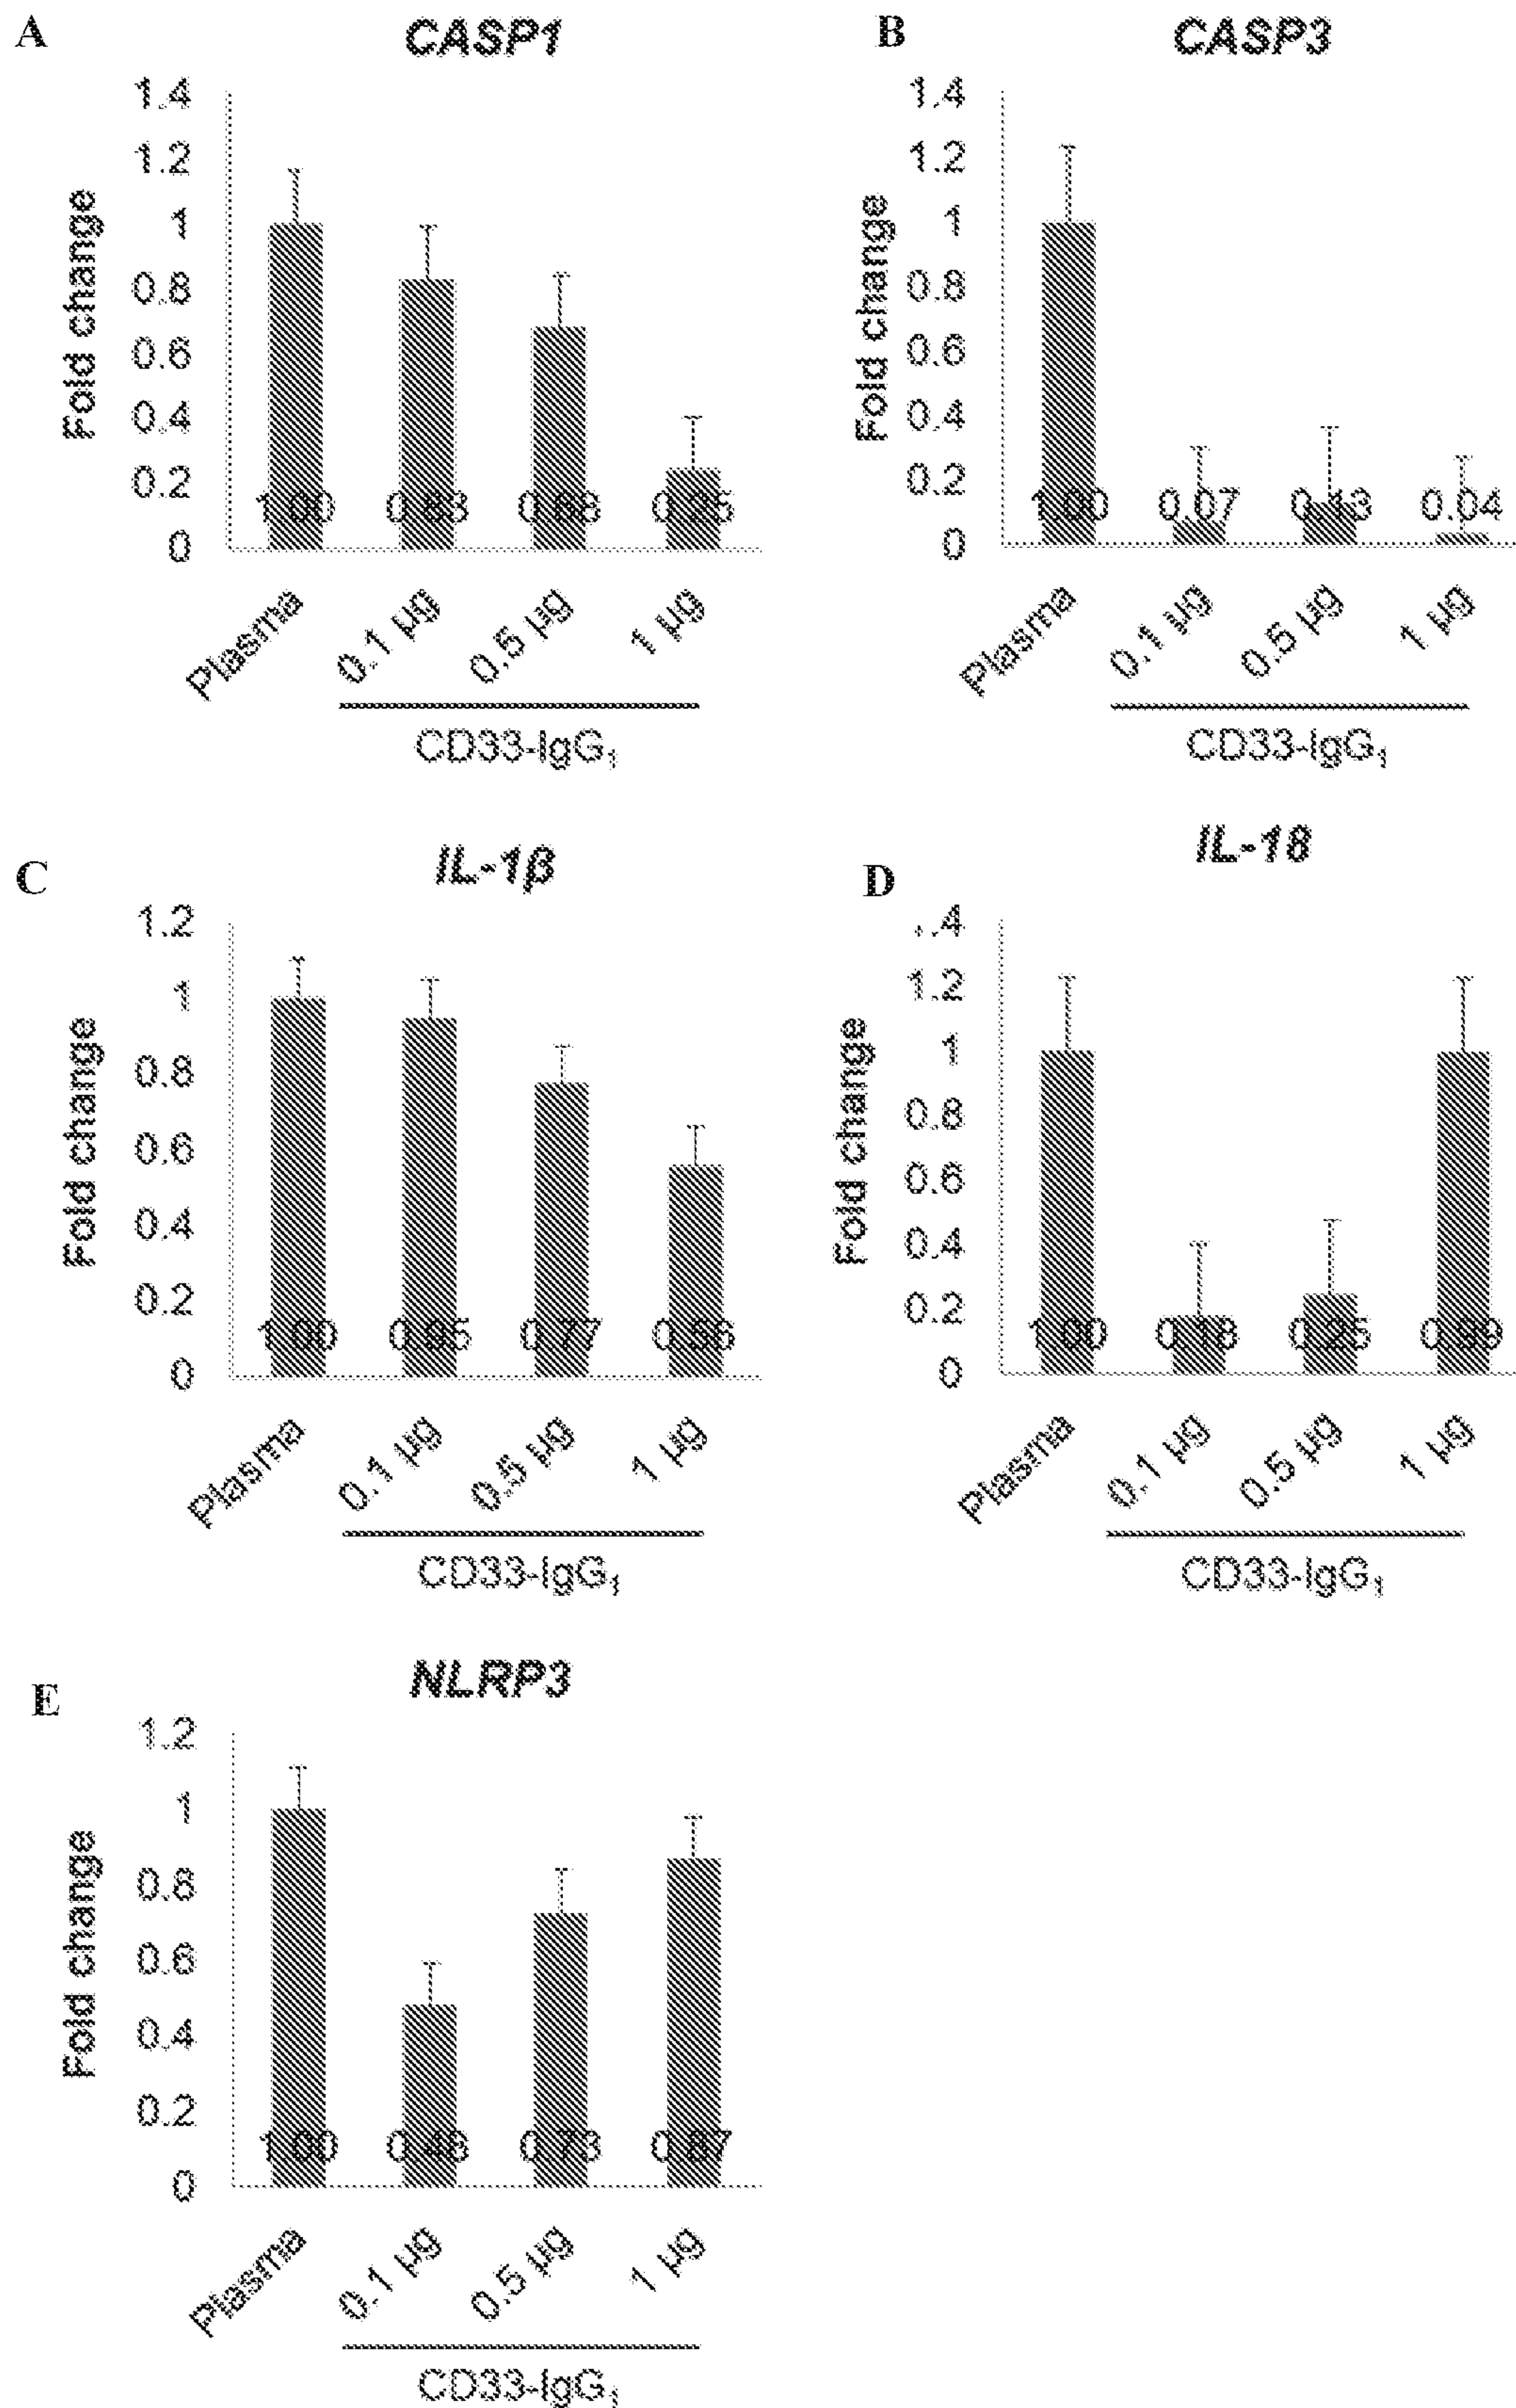 A
CASP1
Fold change
1.4
1.2
1
0.8
0.6
0.4
0.2
0
1.00
0.83
0.68
0.25
Plasma
0.1 µg
0.5 µg
1 µg
CD33-IgG1
B
CASP3
Fold change
1.4
1.2
1
0.8
0.6
0.4
0.2
0
1.00
0.07
0.13
0.04
Plasma
0.1 µg
0.5 µg
1 µg
CD33-IgG1
C
IL-1β
Fold change
1.2
1
0.8
0.6
0.4
0.2
0
1.00
0.95
0.77
0.56
Plasma
0.1 µg
0.5 µg
1 µg
CD33-IgG1
D
IL-18
Fold change
1.2
1
0.8
0.6
0.4
0.2
0
1.00
0.18
0.25
0.99
Plasma
0.1 µg
0.5 µg
1 µg
CD33-IgG1
E
NLRP3
Fold change
1.2
1
0.8
0.6
0.4
0.2
0
1.00
0.73
0.87
Plasma
0.1 µg
0.5 µg
1 µg
CD33-IgG1